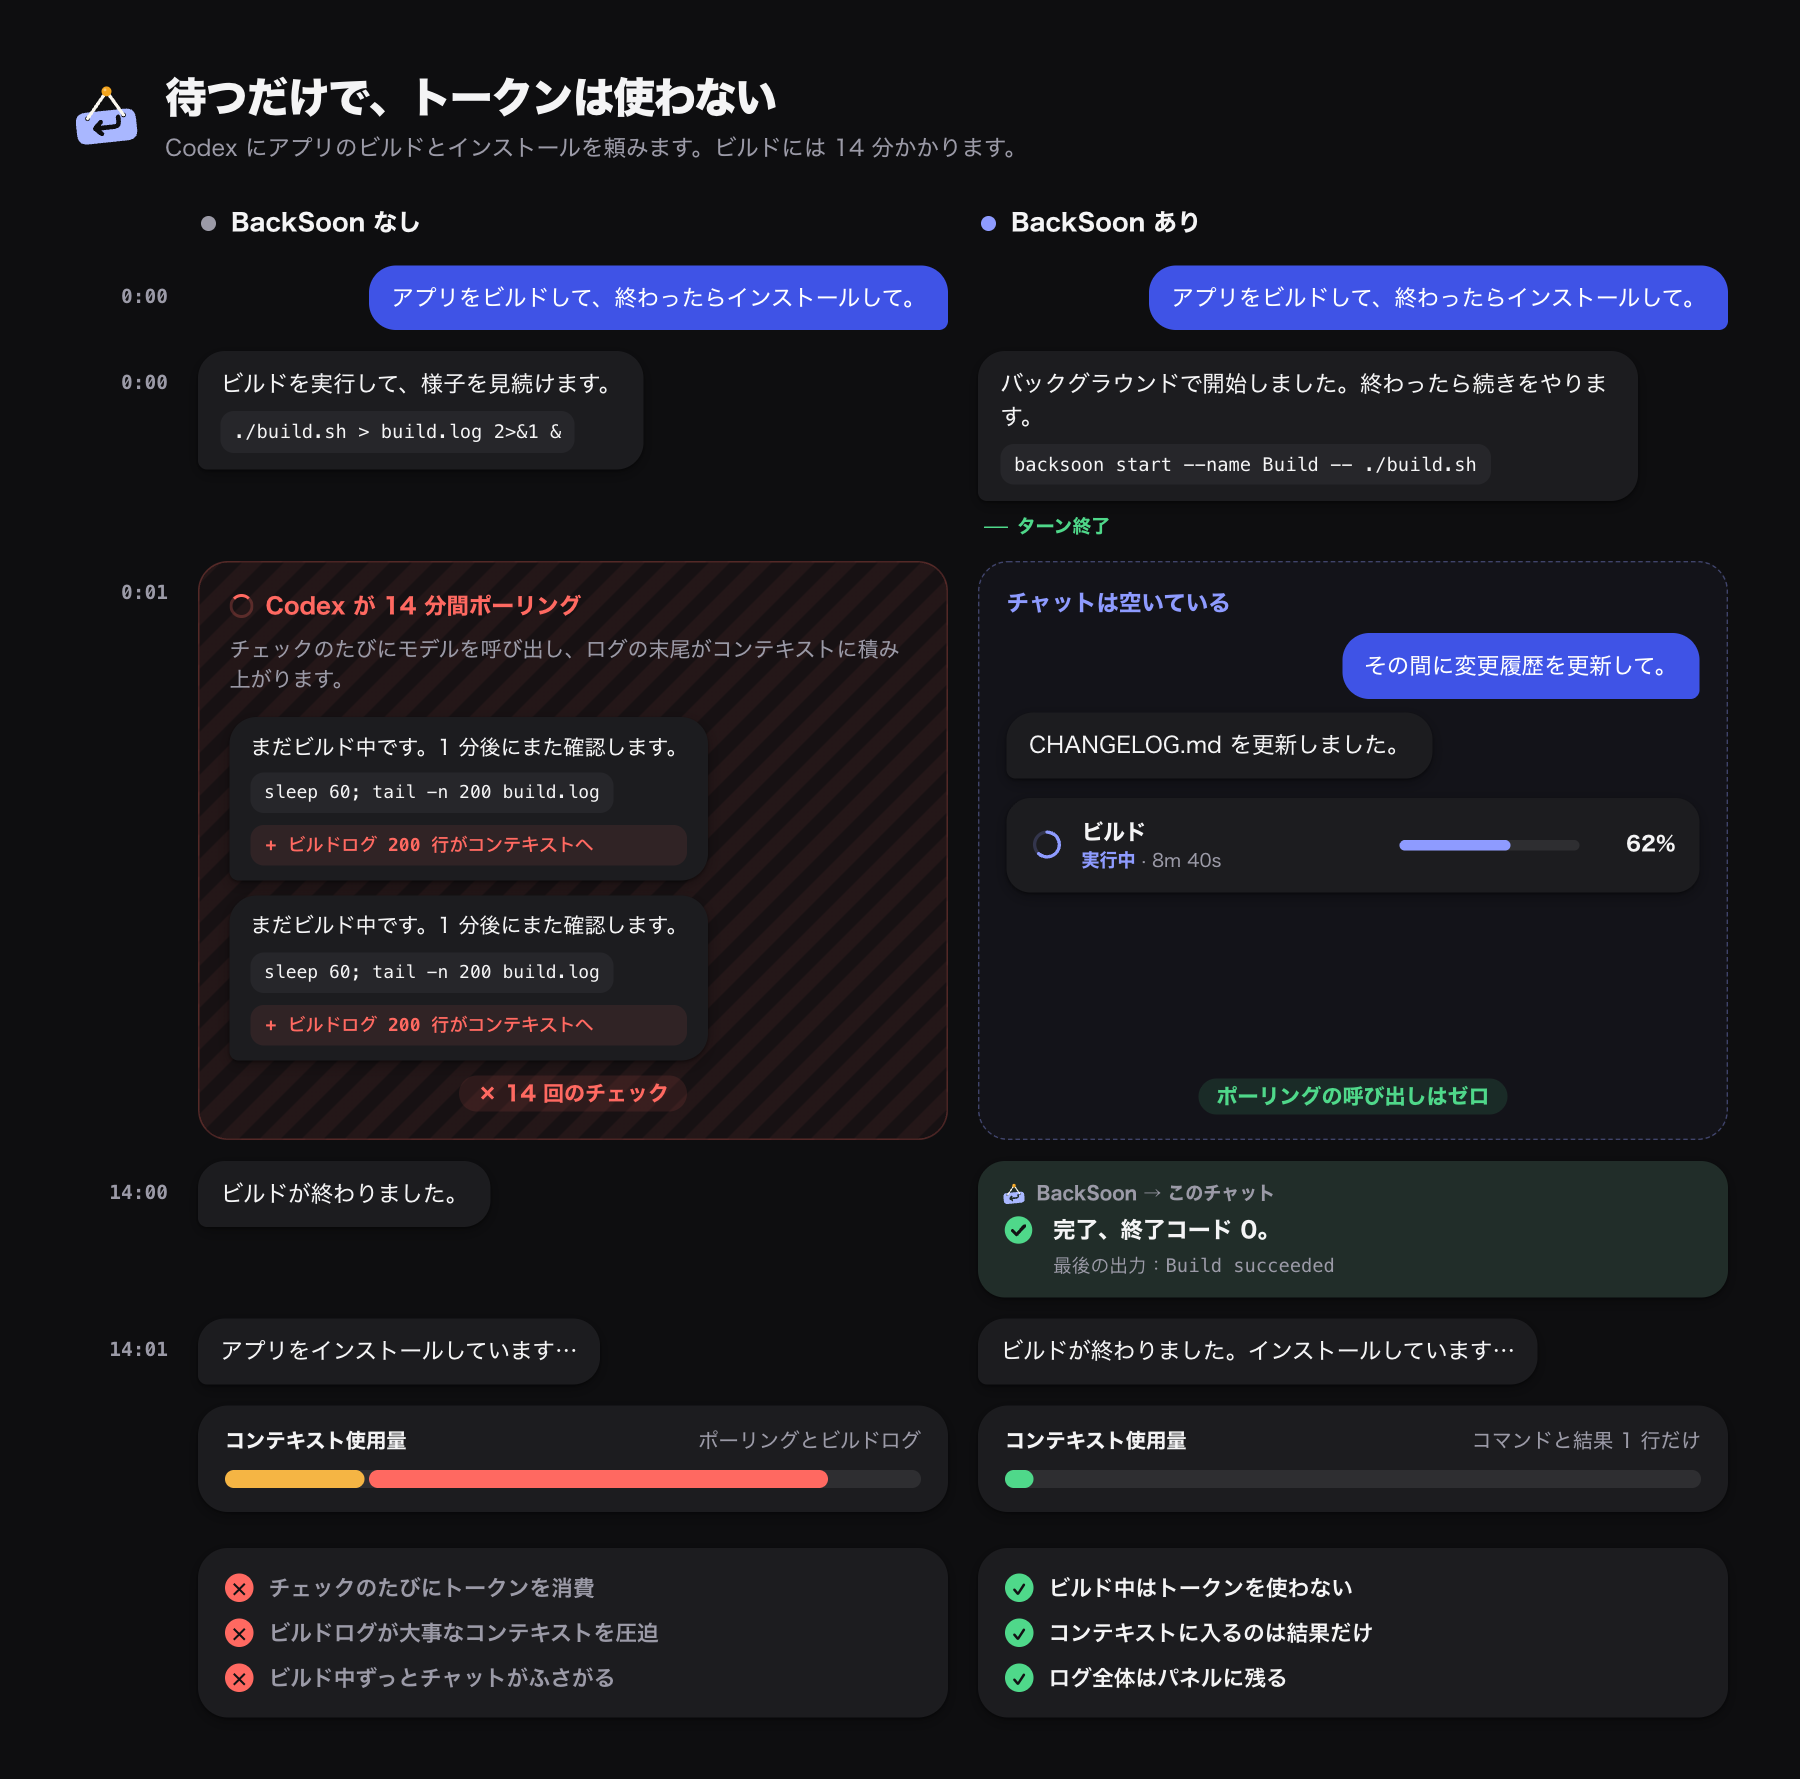 待つだけで、トークンは使わない
Codex にアプリのビルドとインストールを頼みます。ビルドには 14 分かかります。
BackSoon なし
BackSoon あり
0:00
アプリをビルドして、終わったらインストールして。
アプリをビルドして、終わったらインストールして。
0:00
ビルドを実行して、様子を見続けます。
./build.sh > build.log 2>&1 &
バックグラウンドで開始しました。終わったら続きをやりま
す。
backsoon start --name Build -- ./build.sh
— ターン終了
0:01
Codex が 14 分間ポーリング
チェックのたびにモデルを呼び出し、ログの末尾がコンテキストに積み
上がります。
まだビルド中です。1 分後にまた確認します。
sleep 60; tail -n 200 build.log
+ ビルドログ 200 行がコンテキストへ
まだビルド中です。1 分後にまた確認します。
sleep 60; tail -n 200 build.log
+ ビルドログ 200 行がコンテキストへ
× 14 回のチェック
チャットは空いている
その間に変更履歴を更新して。
CHANGELOG.md を更新しました。
ビルド
実行中 · 8m 40s
62%
ポーリングの呼び出しはゼロ
14:00
ビルドが終わりました。
BackSoon → このチャット
完了、終了コード 0。
最後の出力：Build succeeded
14:01
アプリをインストールしています…
ビルドが終わりました。インストールしています…
コンテキスト使用量
ポーリングとビルドログ
コンテキスト使用量
コマンドと結果 1 行だけ
チェックのたびにトークンを消費
ビルドログが大事なコンテキストを圧迫
ビルド中ずっとチャットがふさがる
ビルド中はトークンを使わない
コンテキストに入るのは結果だけ
ログ全体はパネルに残る